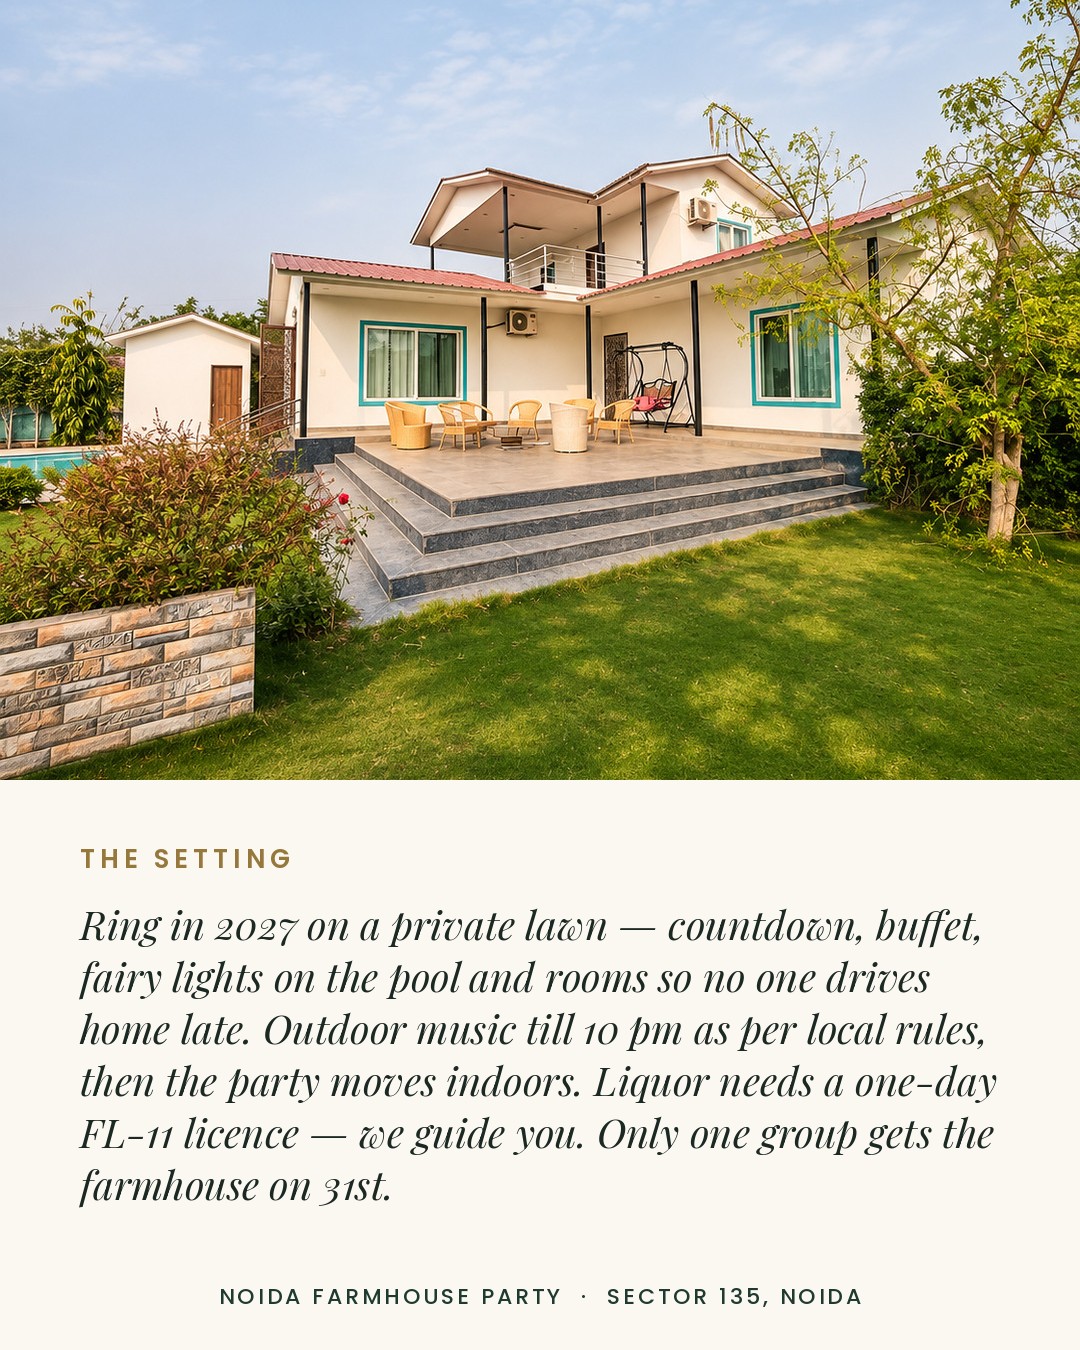 THE SETTING
Ring in 2027 on a private lawn — countdown, buffet,
fairy lights on the pool and rooms so no one drives
home late. Outdoor music till 10 pm as per local rules,
then the party moves indoors. Liquor needs a one-day
FL-11 licence — we guide you. Only one group gets the
farmhouse on 31st.
NOIDA FARMHOUSE PARTY · SECTOR 135, NOIDA